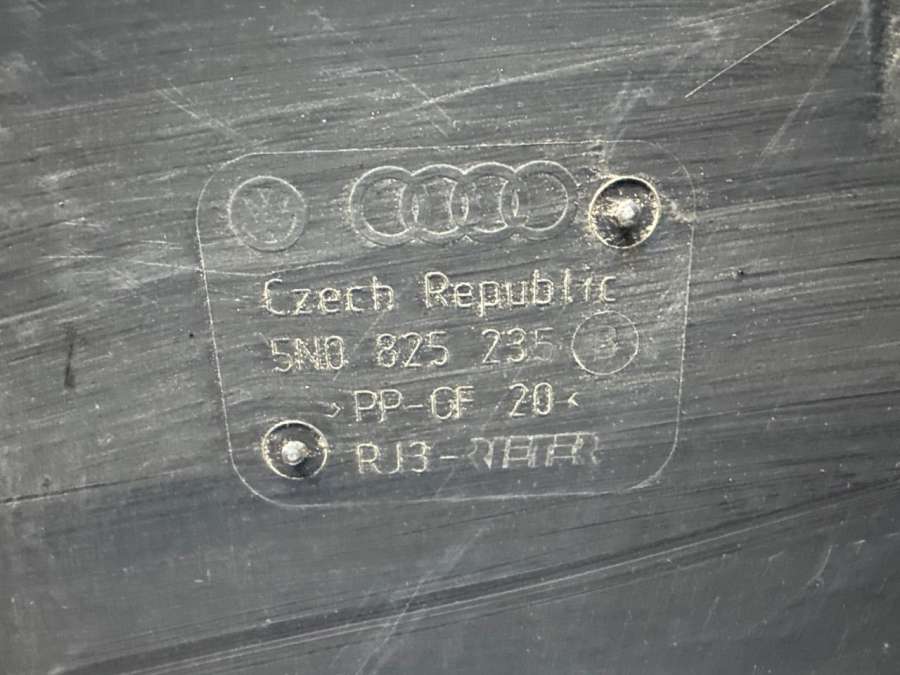 Czech Republic
5N0 825 235 B
>PP-GF 20<
RJ3-RIETER